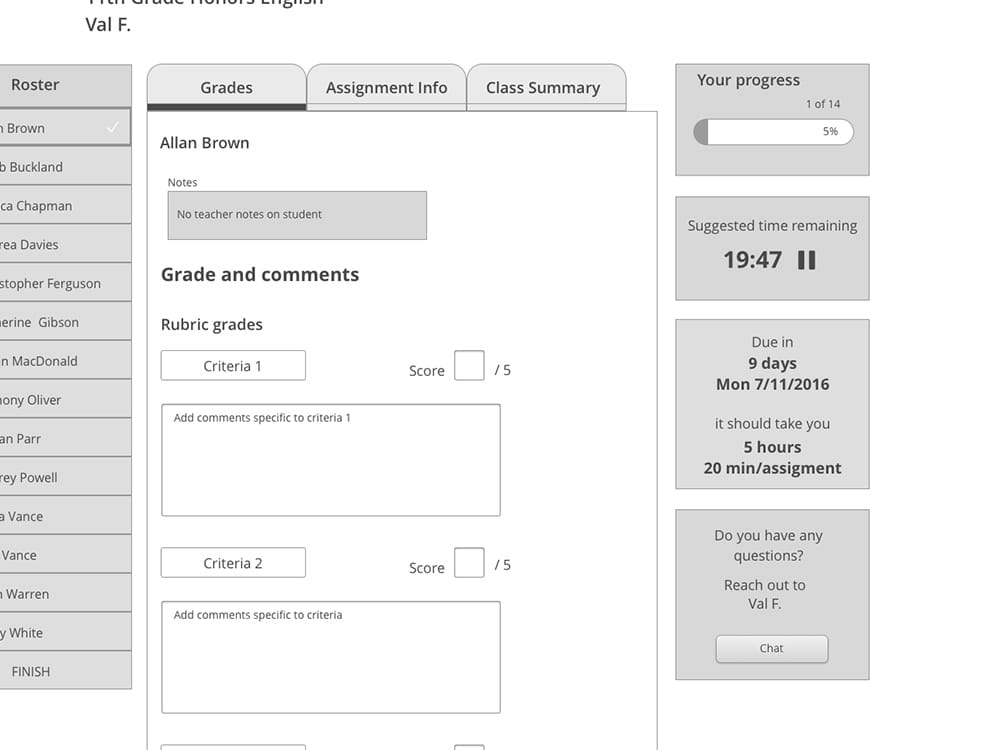 11th Grade Honors English
Val F.
Roster
n Brown
b Buckland
ca Chapman
rea Davies
stopher Ferguson
erine Gibson
n MacDonald
hony Oliver
an Parr
rey Powell
a Vance
Vance
n Warren
y White
FINISH
Grades
Assignment Info
Class Summary
Allan Brown
Notes
No teacher notes on student
Grade and comments
Rubric grades
Criteria 1
Score / 5
Add comments specific to criteria 1
Criteria 2
Score / 5
Add comments specific to criteria
Your progress
1 of 14
5%
Suggested time remaining
19:47
Due in
9 days
Mon 7/11/2016
it should take you
5 hours
20 min/assigment
Do you have any
questions?
Reach out to
Val F.
Chat